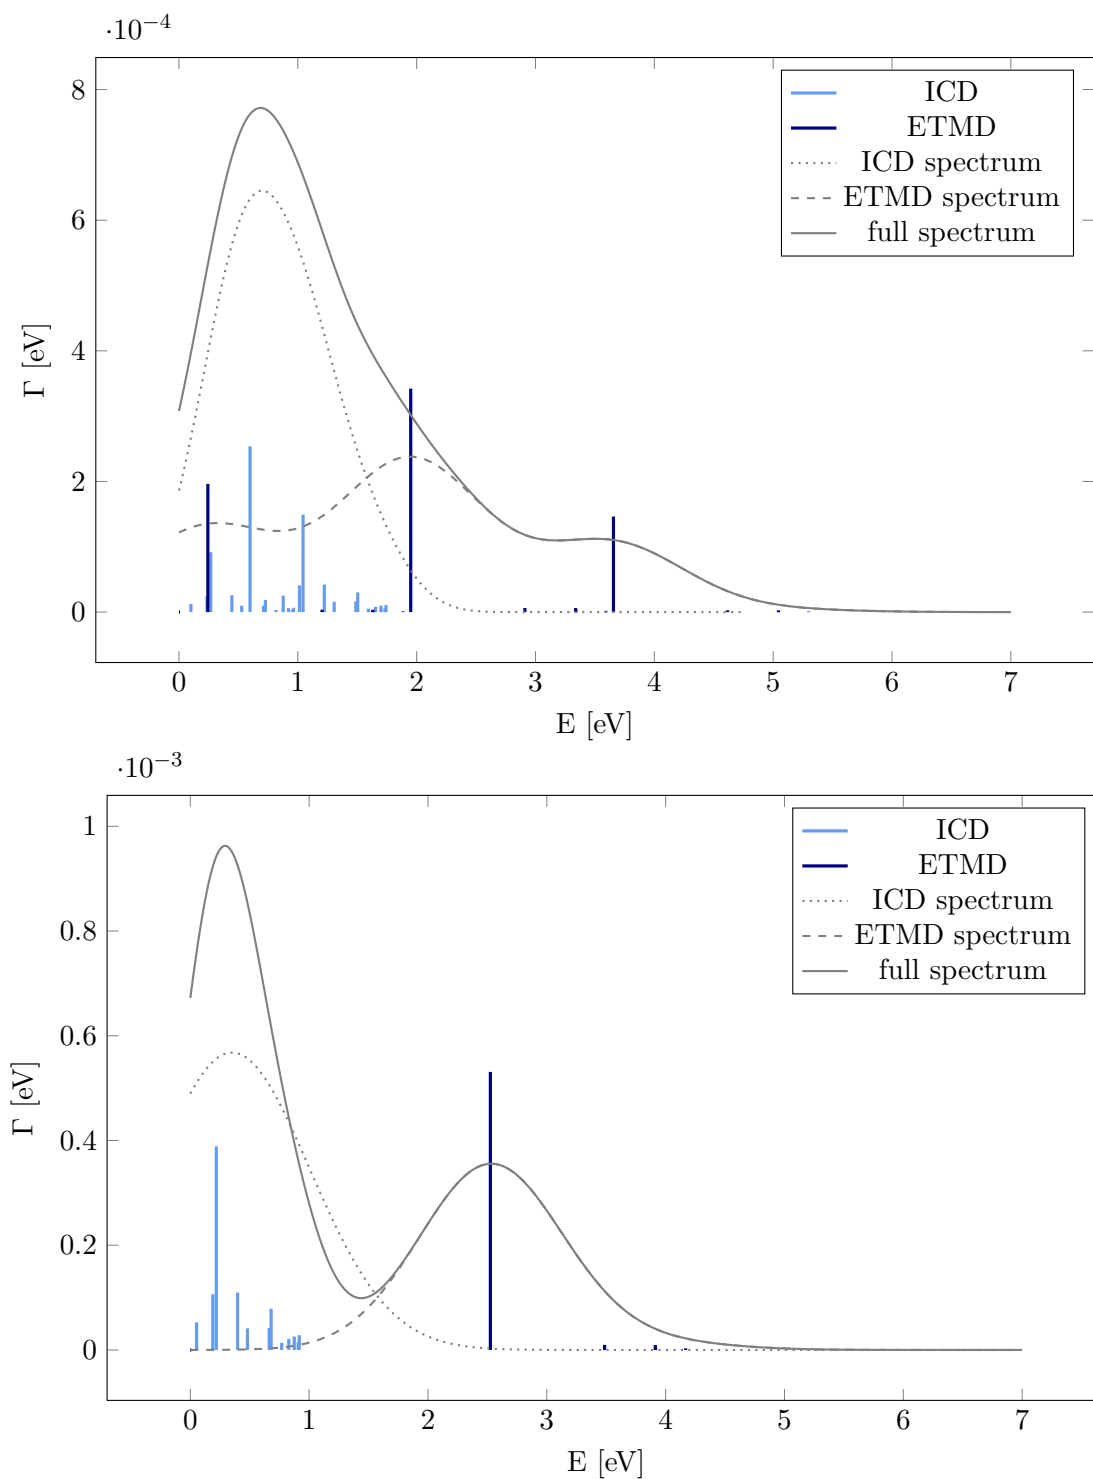 ·10⁻⁴
8
6
4
2
0
Γ [eV]
ICD
ETMD
ICD spectrum
ETMD spectrum
full spectrum
0 1 2 3 4 5 6 7
E [eV]
·10⁻³
1
0.8
0.6
0.4
0.2
0
Γ [eV]
ICD
ETMD
ICD spectrum
ETMD spectrum
full spectrum
0 1 2 3 4 5 6 7
E [eV]